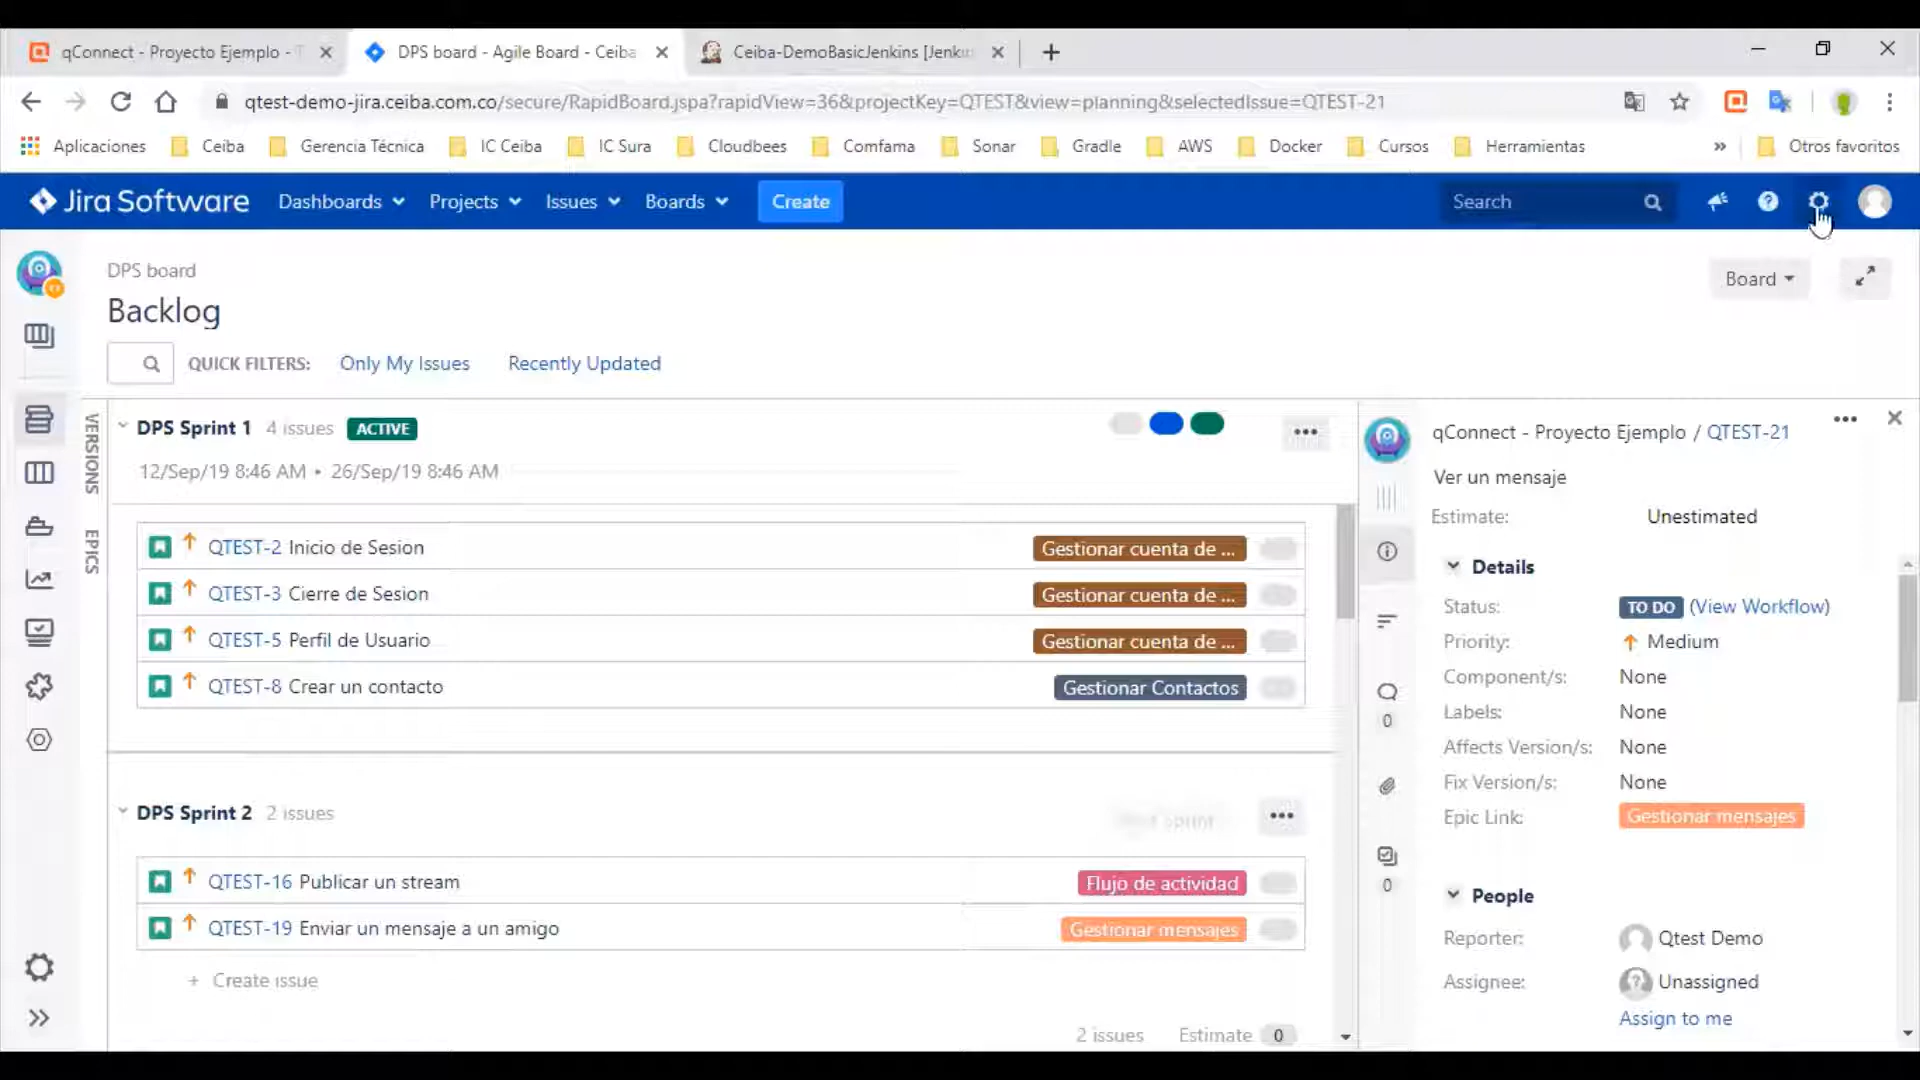 qConnect - Proyecto Ejemplo -
DPS board - Agile Board - Ceiba
Ceiba-DemoBasicJenkins [Jenki
qtest-demo-jira.ceiba.com.co/secure/RapidBoard.jspa?rapidView=36&projectKey=QTEST&view=planning&selectedIssue=QTEST-21
Aplicaciones Ceiba Gerencia Técnica IC Ceiba IC Sura Cloudbees Comfama Sonar Gradle AWS Docker Cursos Herramientas » Otros favoritos
Jira Software Dashboards Projects Issues Boards Create Search
DPS board
Board
Backlog
QUICK FILTERS: Only My Issues Recently Updated
VERSIONS
EPICS
DPS Sprint 1 4 issues ACTIVE
12/Sep/19 8:46 AM • 26/Sep/19 8:46 AM
QTEST-2 Inicio de Sesion Gestionar cuenta de ...
QTEST-3 Cierre de Sesion Gestionar cuenta de ...
QTEST-5 Perfil de Usuario Gestionar cuenta de ...
QTEST-8 Crear un contacto Gestionar Contactos
DPS Sprint 2 2 issues
QTEST-16 Publicar un stream Flujo de actividad
QTEST-19 Enviar un mensaje a un amigo Gestionar mensajes
+ Create issue
2 issues Estimate 0
qConnect - Proyecto Ejemplo / QTEST-21
Ver un mensaje
Estimate: Unestimated
Details
Status: TO DO (View Workflow)
Priority: Medium
Component/s: None
Labels: None
Affects Version/s: None
Fix Version/s: None
Epic Link: Gestionar mensajes
People
Reporter: Qtest Demo
Assignee: Unassigned
Assign to me
0
0